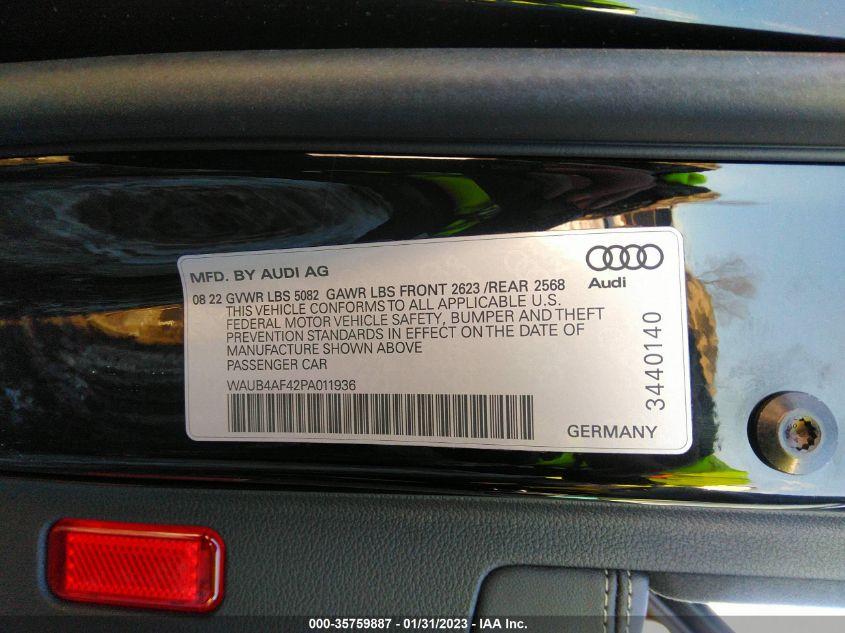 MFD. BY AUDI AG
Audi
08 22 GVWR LBS 5082 GAWR LBS FRONT 2623 /REAR 2568
THIS VEHICLE CONFORMS TO ALL APPLICABLE U.S.
FEDERAL MOTOR VEHICLE SAFETY, BUMPER AND THEFT
PREVENTION STANDARDS IN EFFECT ON THE DATE OF
MANUFACTURE SHOWN ABOVE
PASSENGER CAR
WAUB4AF42PA011936
3440140
GERMANY
000-35759887 - 01/31/2023 - IAA Inc.